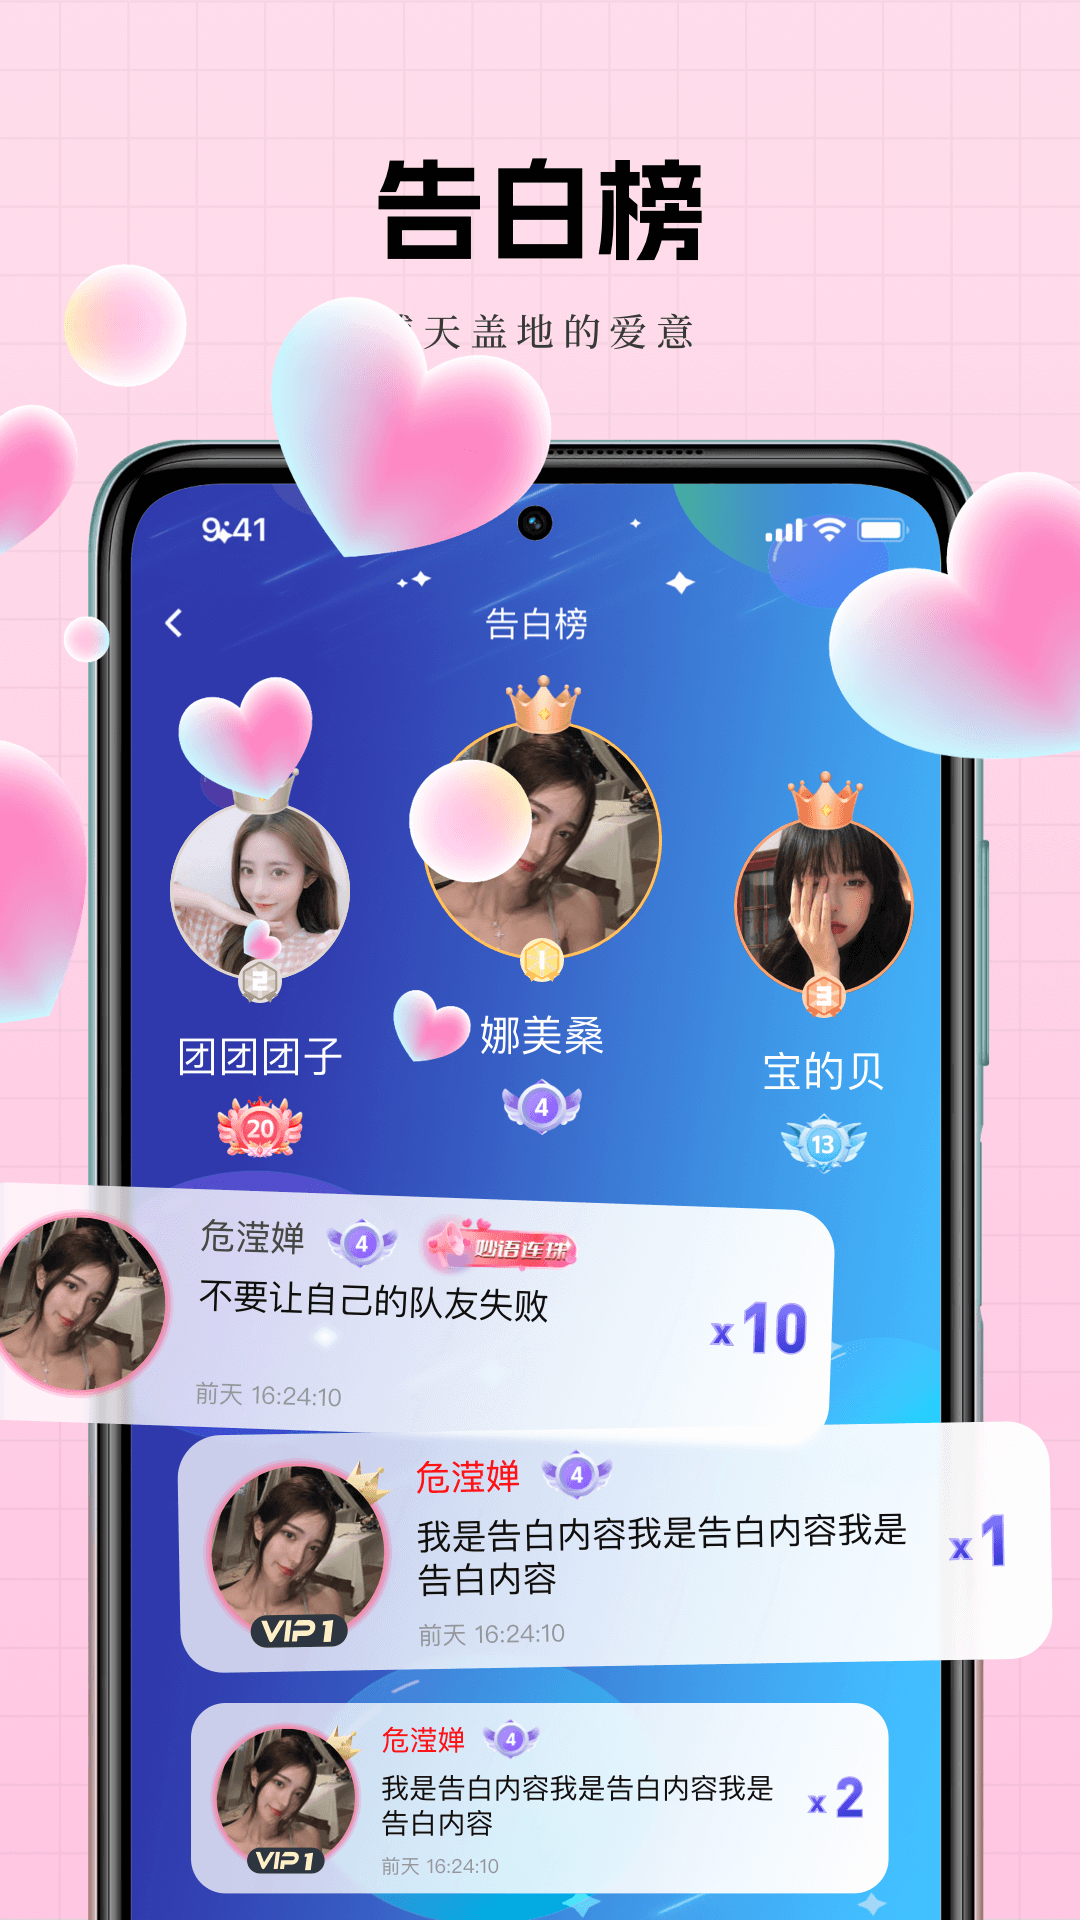 告白榜
天盖地的爱意
9:41
告白榜
2
1
3
团团团子
娜美桑
宝的贝
20
4
13
危滢婵 4 妙语连珠
不要让自己的队友失败
x10
前天 16:24:10
危滢婵 4
我是告白内容我是告白内容我是
告白内容
x1
VIP1
前天 16:24:10
危滢婵 4
我是告白内容我是告白内容我是
告白内容
x2
VIP1
前天 16:24:10